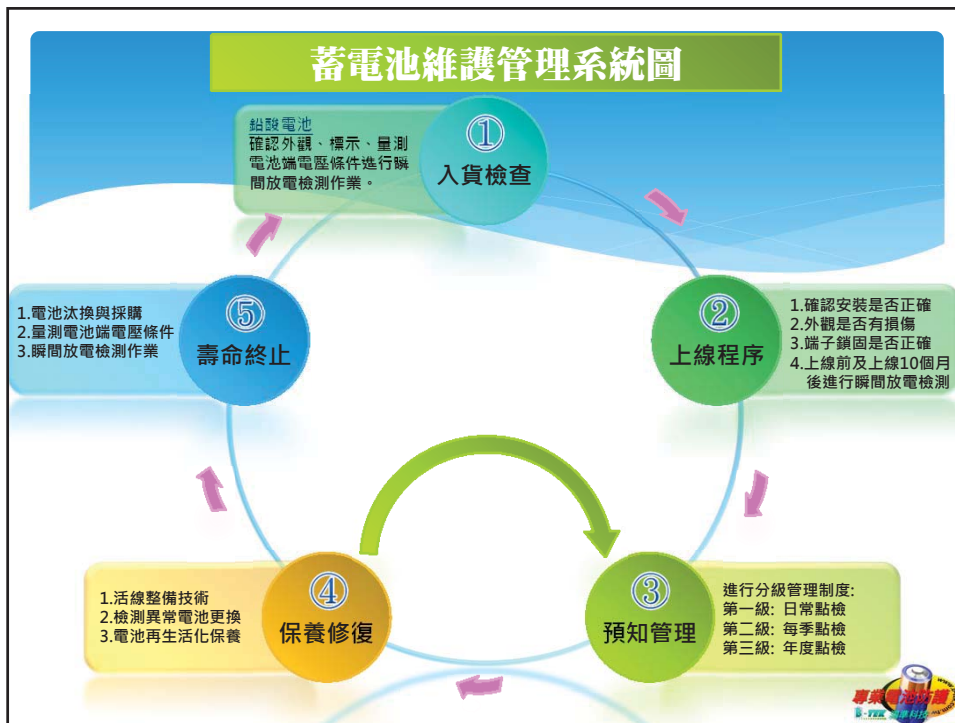 蓄電池維護管理系統圖
鉛酸電池
確認外觀、標示、量測
電池端電壓條件進行瞬
間放電檢測作業。
①
入貨檢查
②
上線程序
1.確認安裝是否正確
2.外觀是否有損傷
3.端子鎖固是否正確
4.上線前及上線10個月
後進行瞬間放電檢測
③
預知管理
進行分級管理制度:
第一級: 日常點檢
第二級: 每季點檢
第三級: 年度點檢
④
保養修復
1.活線整備技術
2.檢測異常電池更換
3.電池再生活化保養
⑤
壽命終止
1.電池汰換與採購
2.量測電池端電壓條件
3.瞬間放電檢測作業
專業電池防護